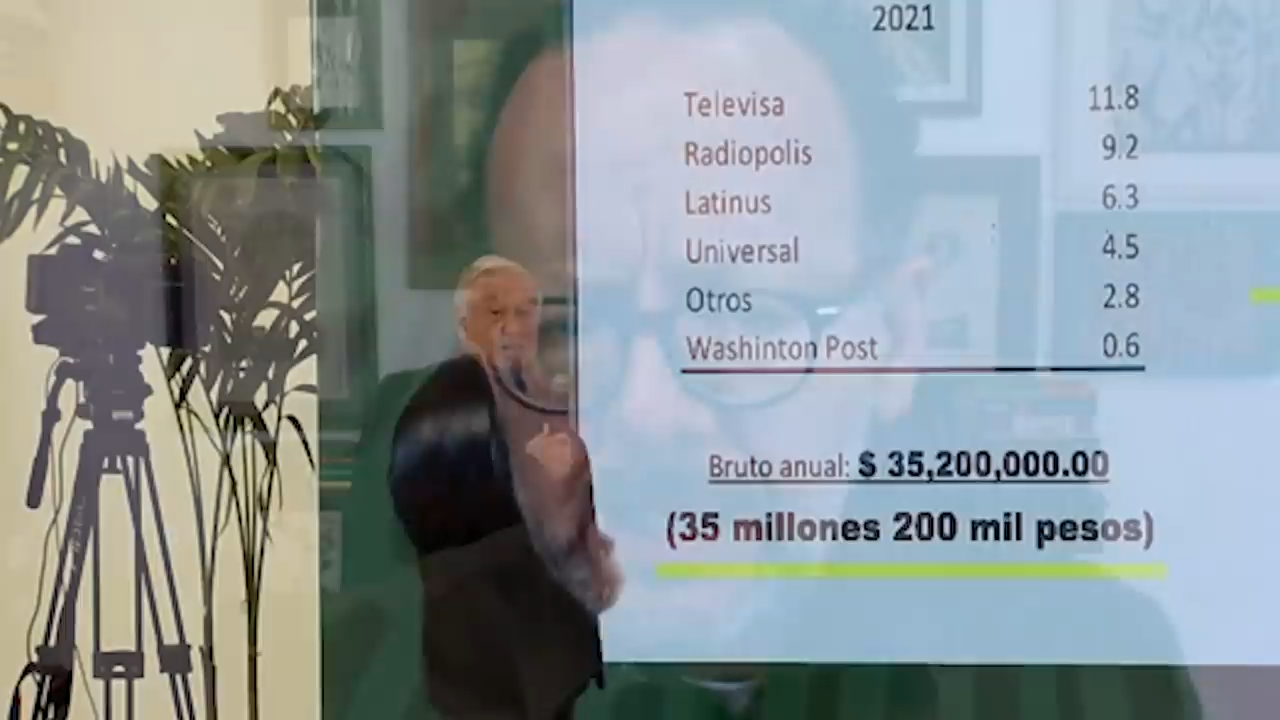 2021
Televisa 11.8
Radiopolis 9.2
Latinus 6.3
Universal 4.5
Otros 2.8
Washinton Post 0.6
Bruto anual: $ 35,200,000.00
(35 millones 200 mil pesos)